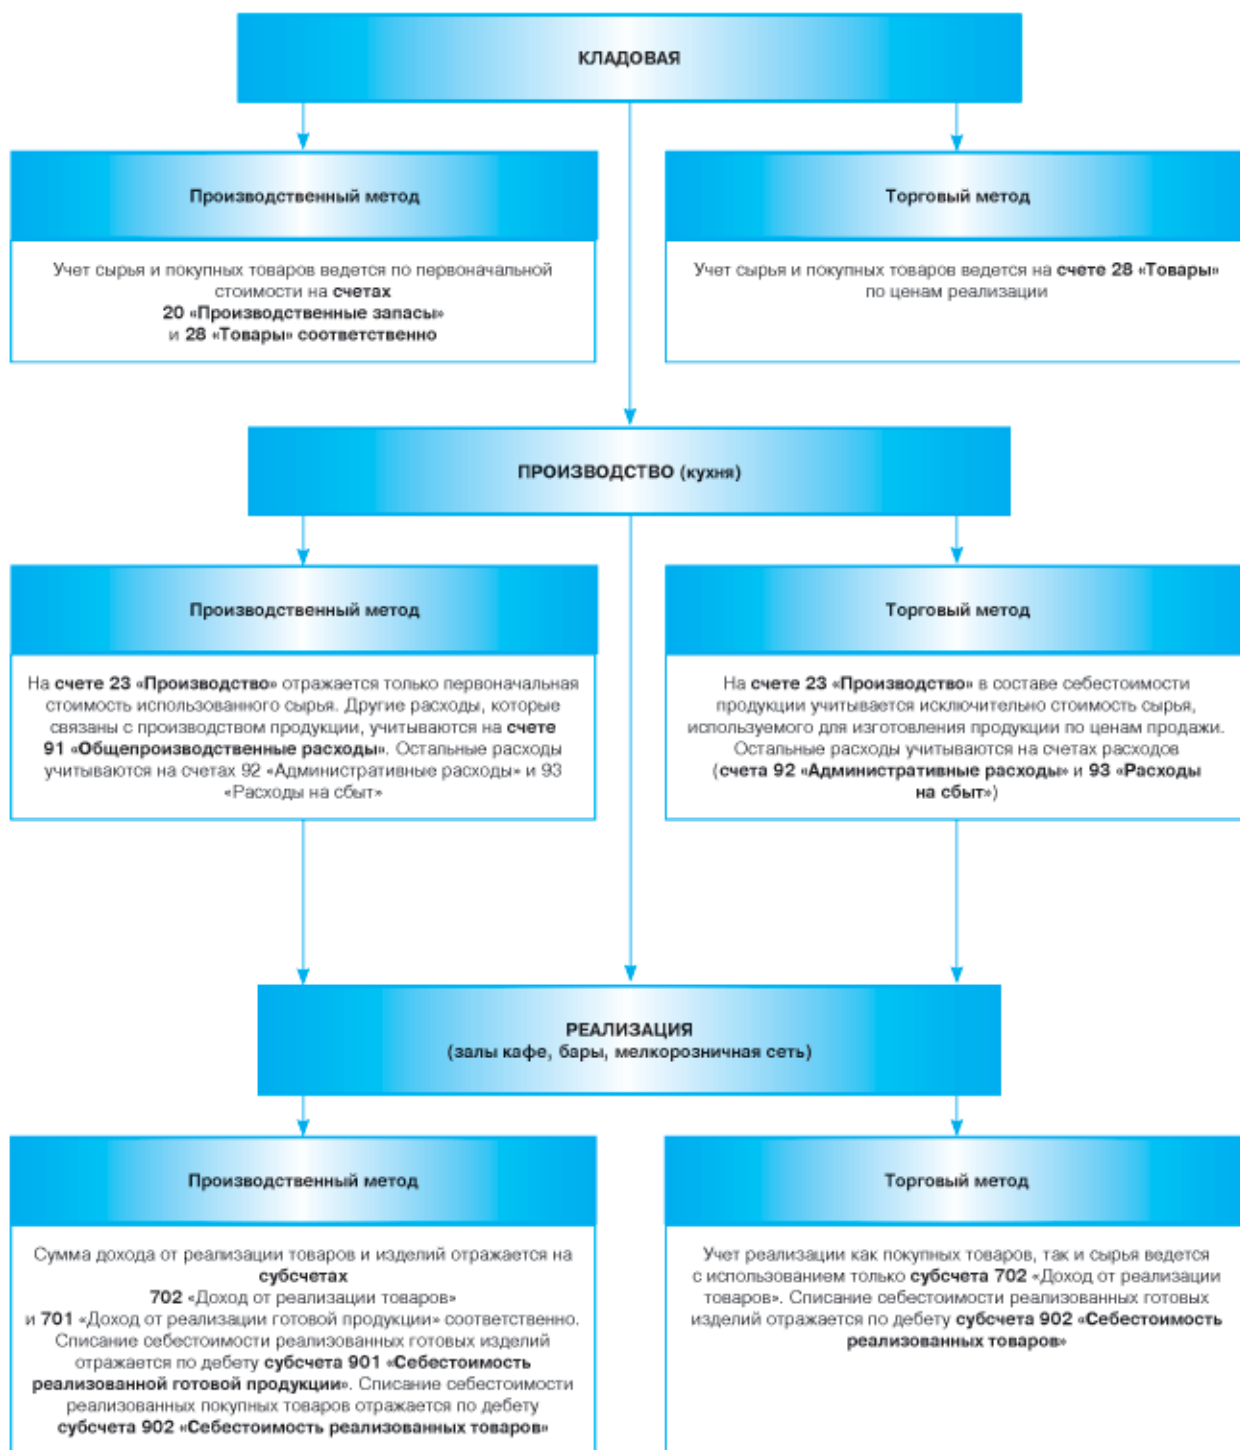 КЛАДОВАЯ
Производственный метод
Учет сырья и покупных товаров ведется по первоначальной
стоимости на счетах
20 «Производственные запасы»
и 28 «Товары» соответственно
Торговый метод
Учет сырья и покупных товаров ведется на счете 28 «Товары»
по ценам реализации
ПРОИЗВОДСТВО (кухня)
Производственный метод
На счете 23 «Производство» отражается только первоначальная
стоимость использованного сырья. Другие расходы, которые
связаны с производством продукции, учитываются на счете
91 «Общепроизводственные расходы». Остальные расходы
учитываются на счетах 92 «Административные расходы» и 93
«Расходы на сбыт»
Торговый метод
На счете 23 «Производство» в составе себестоимости
продукции учитывается исключительно стоимость сырья,
используемого для изготовления продукции по ценам продажи.
Остальные расходы учитываются на счетах расходов
(счета 92 «Административные расходы» и 93 «Расходы
на сбыт»)
РЕАЛИЗАЦИЯ
(залы кафе, бары, мелкорозничная сеть)
Производственный метод
Сумма дохода от реализации товаров и изделий отражается на
субсчетах
702 «Доход от реализации товаров»
и 701 «Доход от реализации готовой продукции» соответственно.
Списание себестоимости реализованных готовых изделий
отражается по дебету субсчета 901 «Себестоимость
реализованной готовой продукции». Списание себестоимости
реализованных покупных товаров отражается по дебету
субсчета 902 «Себестоимость реализованных товаров»
Торговый метод
Учет реализации как покупных товаров, так и сырья ведется
с использованием только субсчета 702 «Доход от реализации
товаров». Списание себестоимости реализованных готовых
изделий отражается по дебету субсчета 902 «Себестоимость
реализованных товаров»